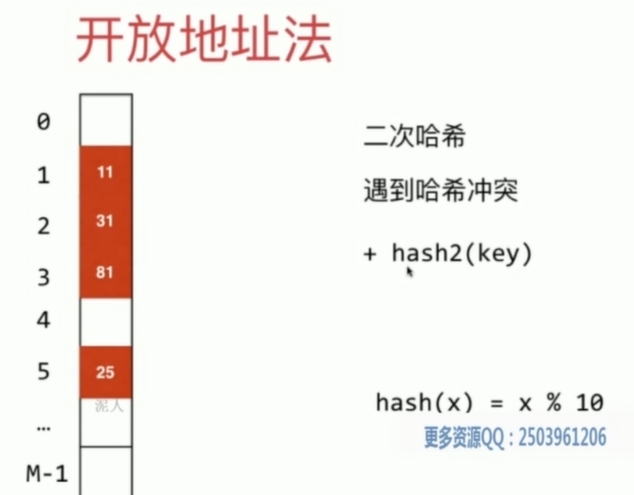 开放地址法
0
1 11
2 31
3 81
4
5 25
泥人
…
M-1
二次哈希
遇到哈希冲突
+ hash2(key)
hash(x) = x % 10
更多资源QQ：2503961206